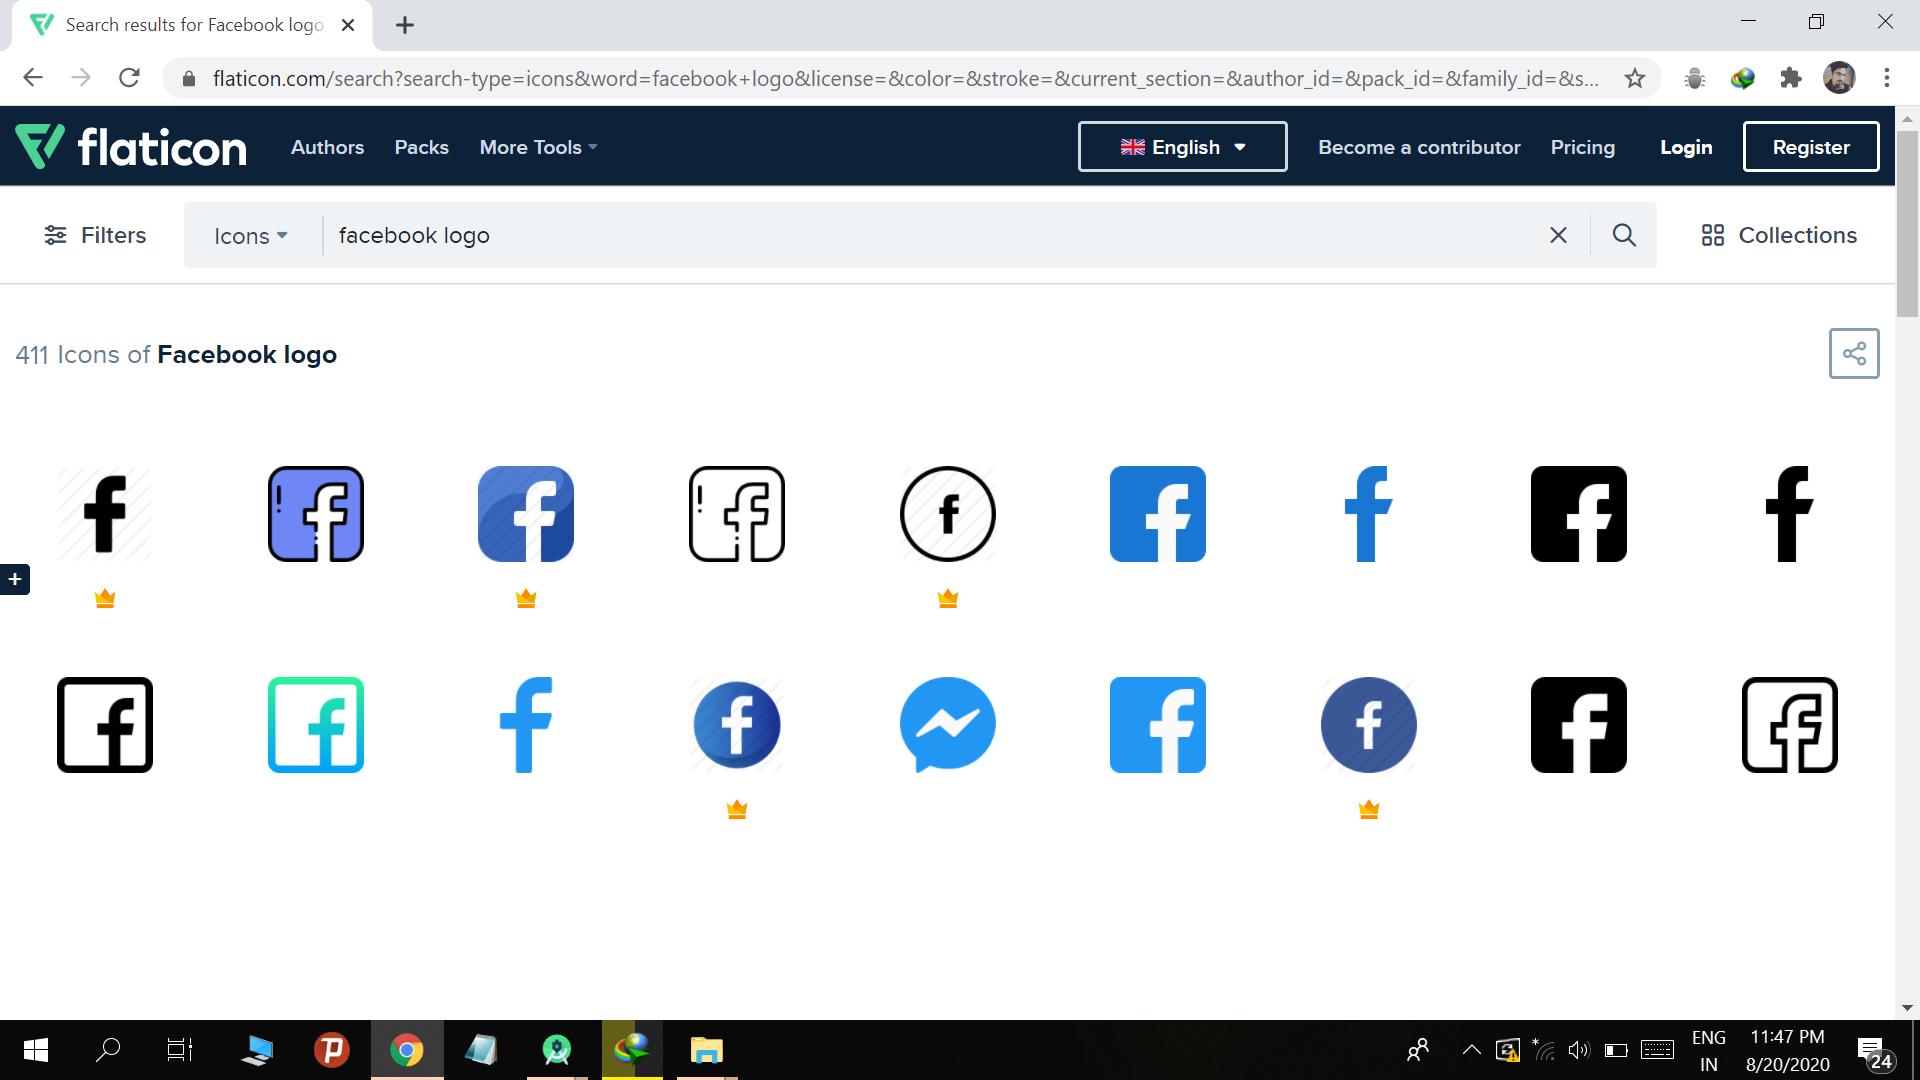 Search results for Facebook logo
flaticon.com/search?search-type=icons&word=facebook+logo&license=&color=&stroke=&current_section=&author_id=&pack_id=&family_id=&s...
flaticon Authors Packs More Tools English Become a contributor Pricing Login Register
Filters Icons facebook logo Collections
411 Icons of Facebook logo
+
ENG 11:47 PM
IN 8/20/2020 24